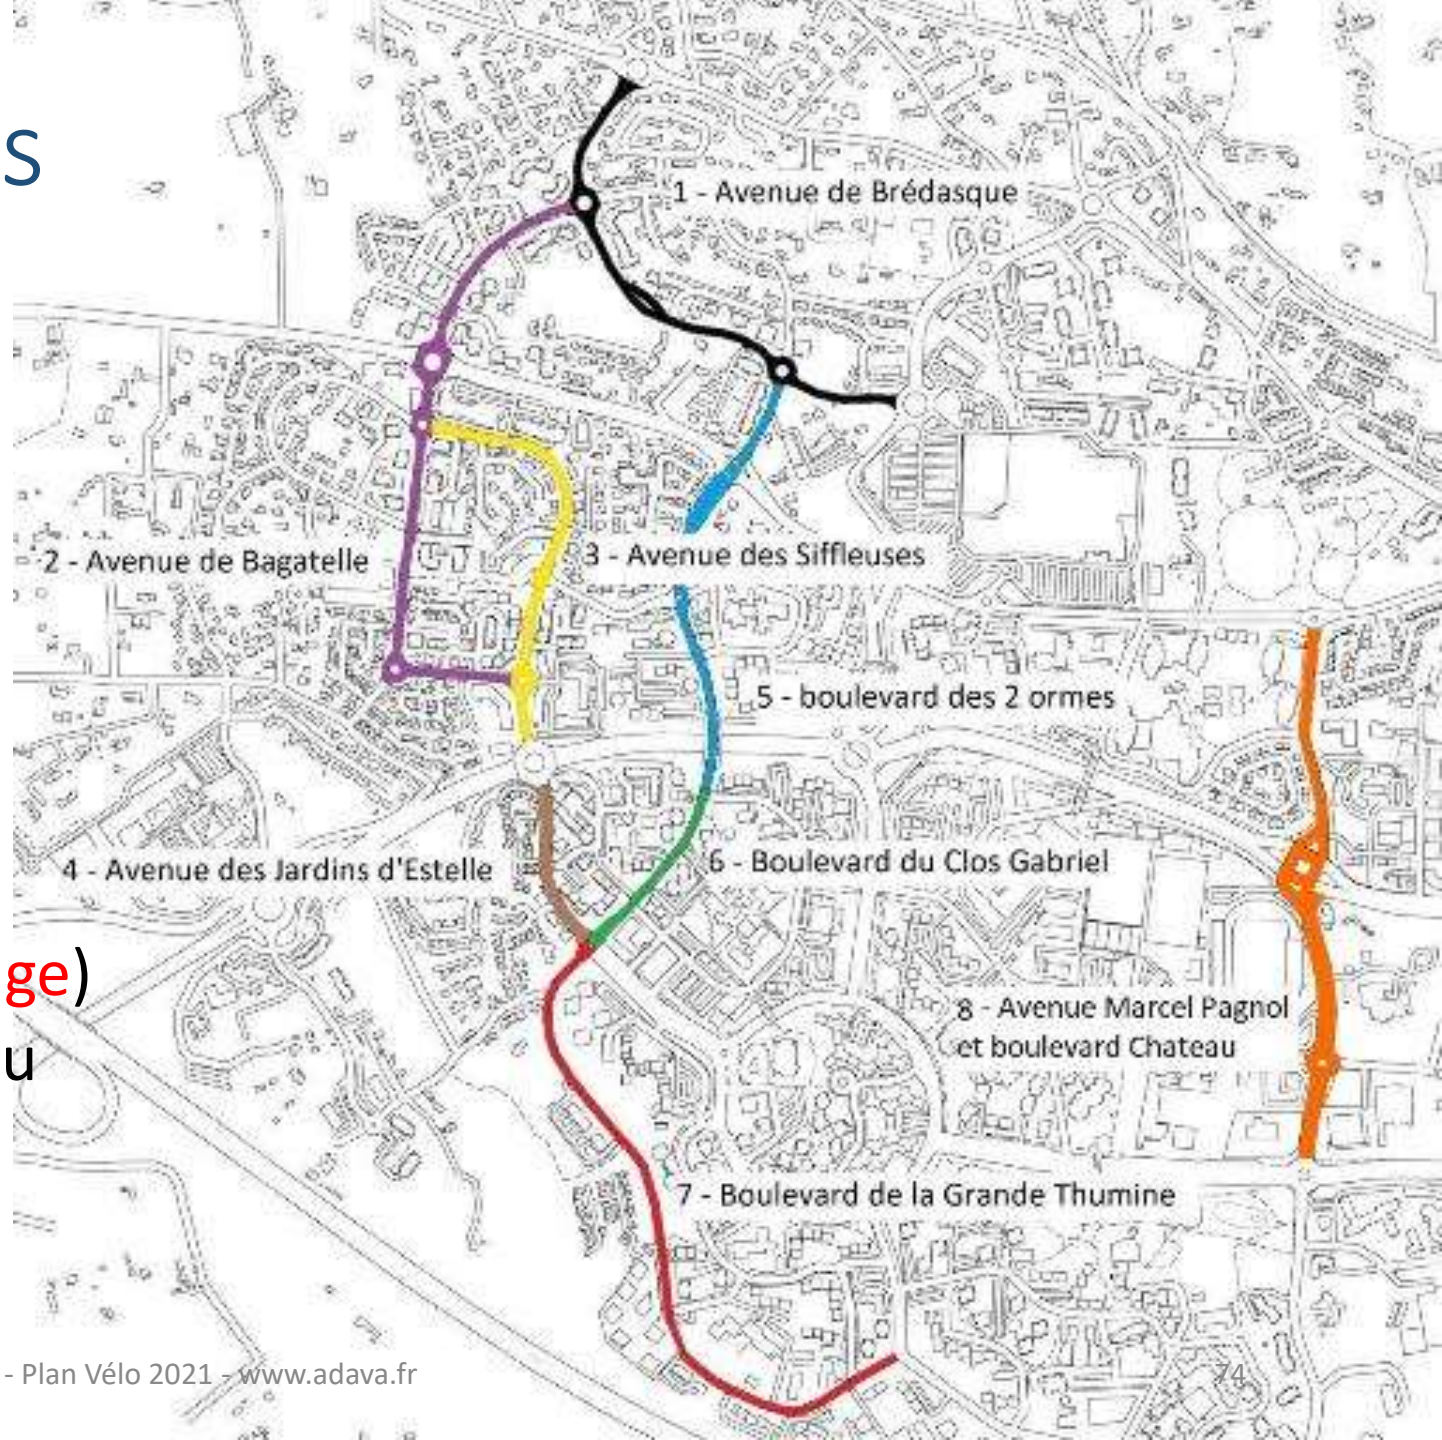 s
1 - Avenue de Brédasque
2 - Avenue de Bagatelle
3 - Avenue des Siffleuses
5 - boulevard des 2 ormes
4 - Avenue des Jardins d'Estelle
6 - Boulevard du Clos Gabriel
ge)
8 - Avenue Marcel Pagnol
et boulevard Chateau
u
7 - Boulevard de la Grande Thumine
- Plan Vélo 2021 - www.adava.fr
74